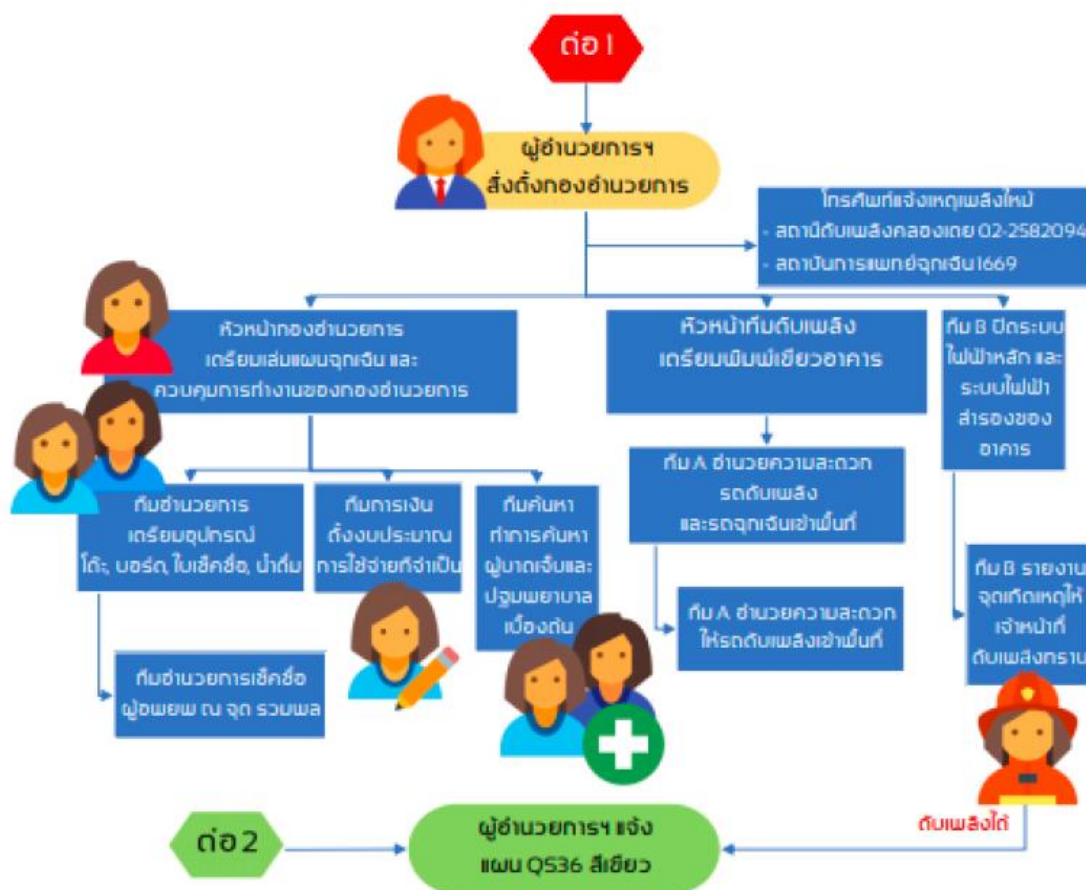 ต่อ 1
ผู้อำนวยการฯ
สั่งตั้งกองอำนวยการ
โทรศัพท์แจ้งเหตุเพลิงไหม้
- สถานีดับเพลิงคลองเตย 02-2582094
- สถาบันการแพทย์ฉุกเฉิน1669
หัวหน้ากองอำนวยการ
เตรียมเล่มแผนฉุกเฉิน และ
ควบคุมการทำงานของกองอำนวยการ
หัวหน้าทีมดับเพลิง
เตรียมพิมพ์เขียวอาคาร
ทีม B ปิดระบบ
ไฟฟ้าหลัก และ
ระบบไฟฟ้า
สำรองของ
อาคาร
ทีมอำนวยการ
เตรียมอุปกรณ์
โต๊ะ, บอร์ด, ใบเช็คชื่อ, น้ำดื่ม
ทีมการเงิน
ตั้งงบประมาณ
การใช้จ่ายที่จำเป็น
ทีมค้นหา
ทำการค้นหา
ผู้บาดเจ็บและ
ปฐมพยาบาล
เบื้องต้น
ทีม A อำนวยความสะดวก
รถดับเพลิง
และรถฉุกเฉินเข้าพื้นที่
ทีม A อำนวยความสะดวก
ให้รถดับเพลิงเข้าพื้นที่
ทีม B รายงาน
จุดเกิดเหตุให้
เจ้าหน้าที่
ดับเพลิงทราบ
ทีมอำนวยการเช็คชื่อ
ผู้อพยพ ณ จุด รวมพล
ดับเพลิงได้
ต่อ 2
ผู้อำนวยการฯ แจ้ง
แผน QS36 สีเขียว